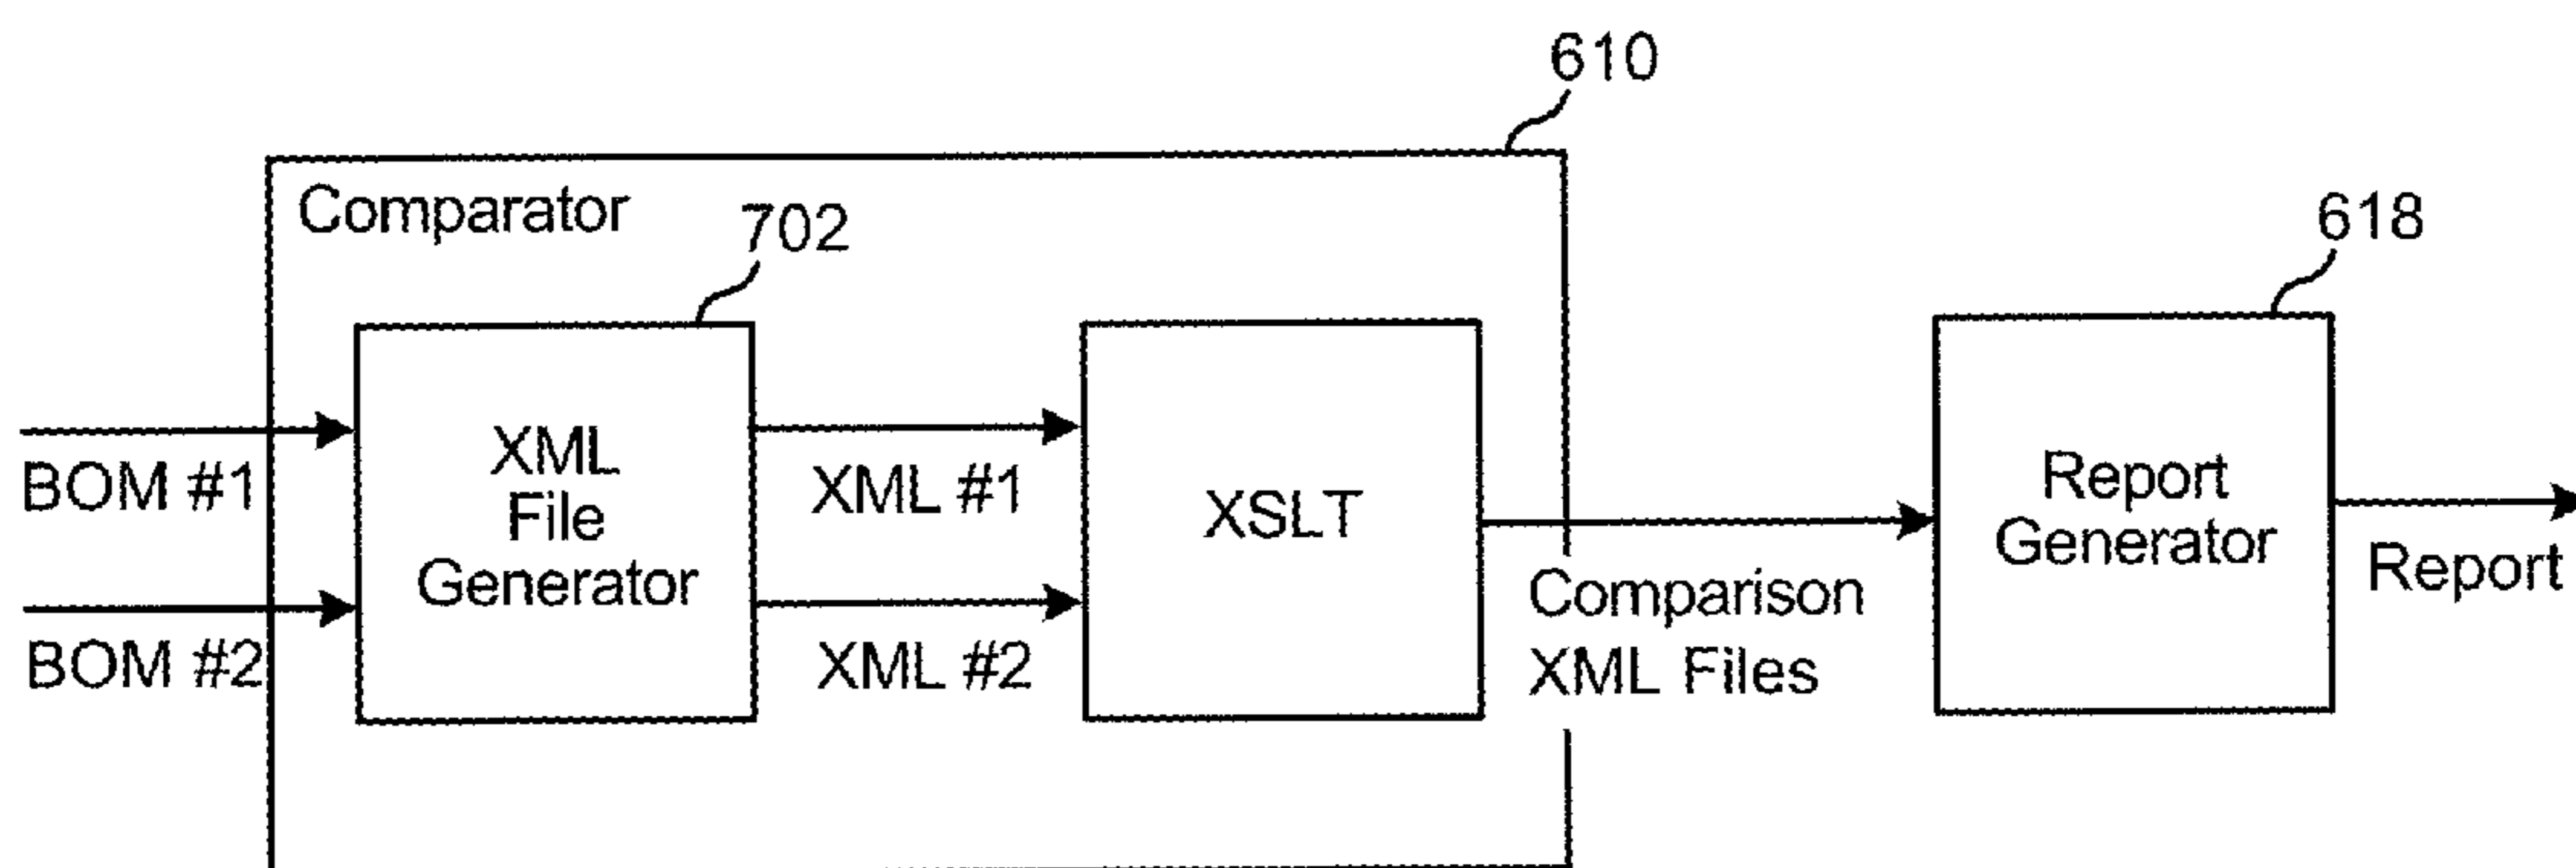 610
Comparator
702
618
XML
File
Generator
BOM #1
BOM #2
XML #1
XML #2
XSLT
Comparison
XML Files
Report
Generator
Report